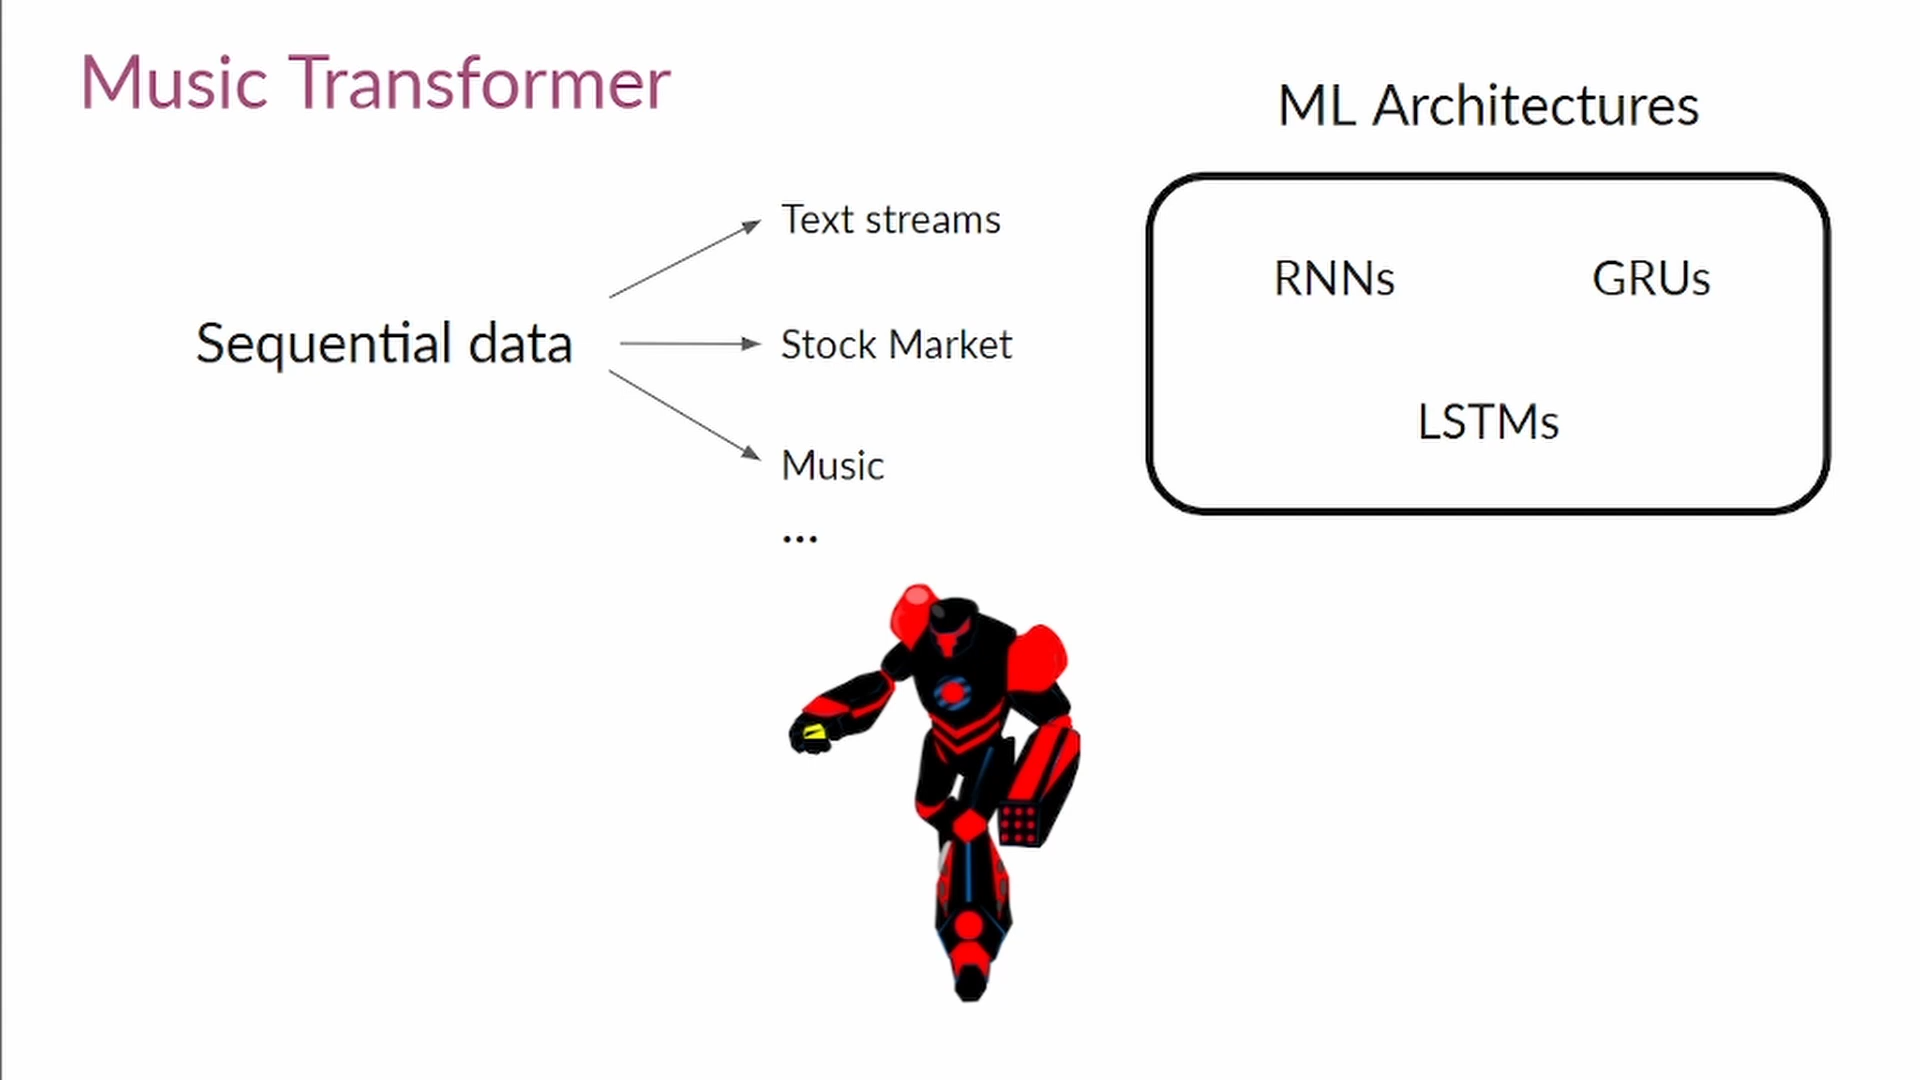 Music Transformer
ML Architectures
Sequential data
Text streams
Stock Market
Music
...
RNNs
GRUs
LSTMs